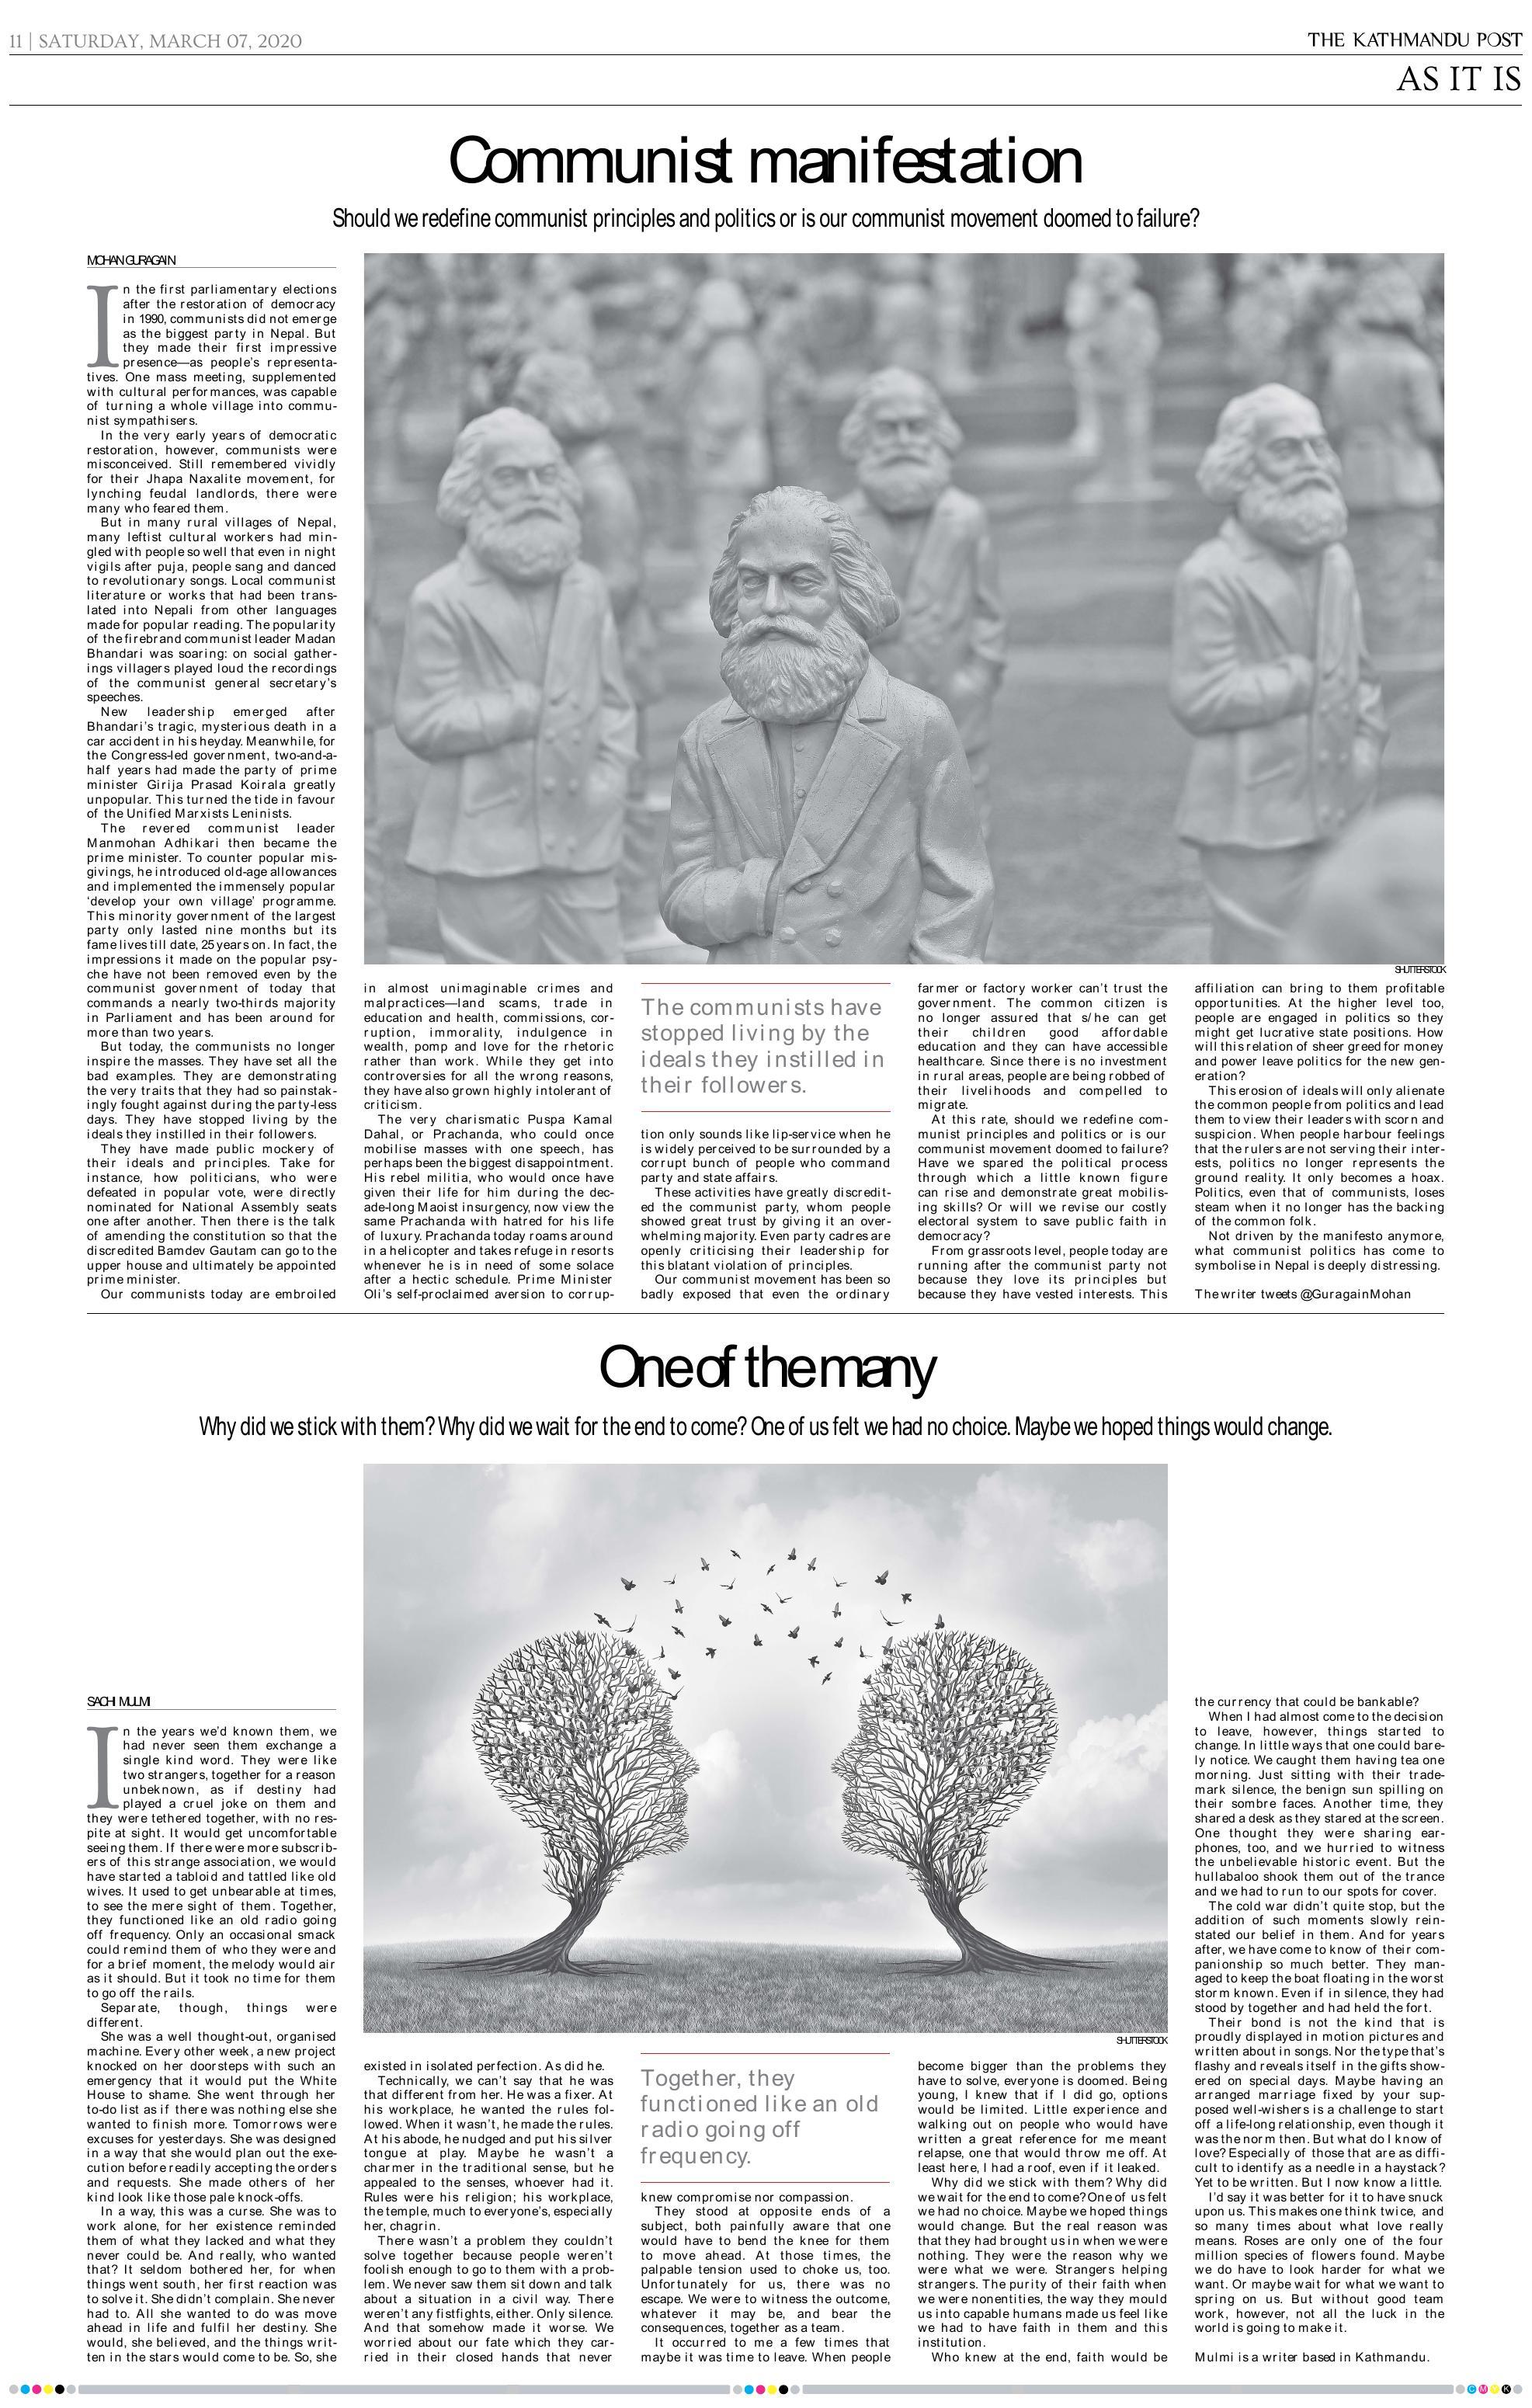 11 | SATURDAY, MARCH 07, 2020
THE KATHMANDU POST
AS IT IS
Communist manifestation
Should we redefine communist principles and politics or is our communist movement doomed to failure?
MOHAN GURAGAIN
In the first parliamentary elections
after the restoration of democracy
in 1990, communists did not emerge
as the biggest party in Nepal. But
they made their first impressive
presence—as people's representa-
tives. One mass meeting, supplemented
with cultural performances, was capable
of turning a whole village into commu-
nist sympathisers.
In the very early years of democratic
restoration, however, communists were
misconceived. Still remembered vividly
for their Jhapa Naxalite movement, for
lynching feudal landlords, there were
many who feared them.
But in many rural villages of Nepal,
many leftist cultural workers had min-
gled with people so well that even in night
vigils after puja, people sang and danced
to revolutionary songs. Local communist
literature or works that had been trans-
lated into Nepali from other languages
made for popular reading. The popularity
of the firebrand communist leader Madan
Bhandari was soaring: on social gather-
ings villagers played loud the recordings
of the communist general secretary's
speeches.
New leadership emerged after
Bhandari's tragic, mysterious death in a
car accident in his heyday. Meanwhile, for
the Congress-led government, two-and-a-
half years had made the party of prime
minister Girija Prasad Koirala greatly
unpopular. This turned the tide in favour
of the Unified Marxists Leninists.
The revered communist leader
Manmohan Adhikari then became the
prime minister. To counter popular mis-
givings, he introduced old-age allowances
and implemented the immensely popular
'develop your own village' programme.
This minority government of the largest
party only lasted nine months but its
fame lives till date, 25 years on. In fact, the
impressions it made on the popular psy-
che have not been removed even by the
communist government of today that
commands a nearly two-thirds majority
in Parliament and has been around for
more than two years.
But today, the communists no longer
inspire the masses. They have set all the
bad examples. They are demonstrating
the very traits that they had so painstak-
ingly fought against during the party-less
days. They have stopped living by the
ideals they instilled in their followers.
They have made public mockery of
their ideals and principles. Take for
instance, how politicians, who were
defeated in popular vote, were directly
nominated for National Assembly seats
one after another. Then there is the talk
of amending the constitution so that the
discredited Bamdev Gautam can go to the
upper house and ultimately be appointed
prime minister.
Our communists today are embroiled
SHUTTERSTOCK
in almost unimaginable crimes and
malpractices—land scams, trade in
education and health, commissions, cor-
ruption, immorality, indulgence in
wealth, pomp and love for the rhetoric
rather than work. While they get into
controversies for all the wrong reasons,
they have also grown highly intolerant of
criticism.
The very charismatic Puspa Kamal
Dahal, or Prachanda, who could once
mobilise masses with one speech, has
perhaps been the biggest disappointment.
His rebel militia, who would once have
given their life for him during the dec-
ade-long Maoist insurgency, now view the
same Prachanda with hatred for his life
of luxury. Prachanda today roams around
in a helicopter and takes refuge in resorts
whenever he is in need of some solace
after a hectic schedule. Prime Minister
Oli's self-proclaimed aversion to corrup-
The communists have
stopped living by the
ideals they instilled in
their followers.
tion only sounds like lip-service when he
is widely perceived to be surrounded by a
corrupt bunch of people who command
party and state affairs.
These activities have greatly discredit-
ed the communist party, whom people
showed great trust by giving it an over-
whelming majority. Even party cadres are
openly criticising their leadership for
this blatant violation of principles.
Our communist movement has been so
badly exposed that even the ordinary
farmer or factory worker can't trust the
government. The common citizen is
no longer assured that s/he can get
their children good affordable
education and they can have accessible
healthcare. Since there is no investment
in rural areas, people are being robbed of
their livelihoods and compelled to
migrate.
At this rate, should we redefine com-
munist principles and politics or is our
communist movement doomed to failure?
Have we spared the political process
through which a little known figure
can rise and demonstrate great mobilis-
ing skills? Or will we revise our costly
electoral system to save public faith in
democracy?
From grassroots level, people today are
running after the communist party not
because they love its principles but
because they have vested interests. This
affiliation can bring to them profitable
opportunities. At the higher level too,
people are engaged in politics so they
might get lucrative state positions. How
will this relation of sheer greed for money
and power leave politics for the new gen-
eration?
This erosion of ideals will only alienate
the common people from politics and lead
them to view their leaders with scorn and
suspicion. When people harbour feelings
that the rulers are not serving their inter-
ests, politics no longer represents the
ground reality. It only becomes a hoax.
Politics, even that of communists, loses
steam when it no longer has the backing
of the common folk.
Not driven by the manifesto anymore,
what communist politics has come to
symbolise in Nepal is deeply distressing.
The writer tweets @GuragainMohan
One of the many
Why did we stick with them? Why did we wait for the end to come? One of us felt we had no choice. Maybe we hoped things would change.
SACHI MULMI
In the years we'd known them, we
had never seen them exchange a
single kind word. They were like
two strangers, together for a reason
unbeknown, as if destiny had
played a cruel joke on them and
they were tethered together, with no res-
pite at sight. It would get uncomfortable
seeing them. If there were more subscrib-
ers of this strange association, we would
have started a tabloid and tattled like old
wives. It used to get unbearable at times,
to see the mere sight of them. Together,
they functioned like an old radio going
off frequency. Only an occasional smack
could remind them of who they were and
for a brief moment, the melody would air
as it should. But it took no time for them
to go off the rails.
Separate, though, things were
different.
She was a well thought-out, organised
machine. Every other week, a new project
knocked on her doorsteps with such an
emergency that it would put the White
House to shame. She went through her
to-do list as if there was nothing else she
wanted to finish more. Tomorrows were
excuses for yesterdays. She was designed
in a way that she would plan out the exe-
cution before readily accepting the orders
and requests. She made others of her
kind look like those pale knock-offs.
In a way, this was a curse. She was to
work alone, for her existence reminded
them of what they lacked and what they
never could be. And really, who wanted
that? It seldom bothered her, for when
things went south, her first reaction was
to solve it. She didn't complain. She never
had to. All she wanted to do was move
ahead in life and fulfil her destiny. She
would, she believed, and the things writ-
ten in the stars would come to be. So, she
SHUTTERSTOCK
existed in isolated perfection. As did he.
Technically, we can't say that he was
that different from her. He was a fixer. At
his workplace, he wanted the rules fol-
lowed. When it wasn't, he made the rules.
At his abode, he nudged and put his silver
tongue at play. Maybe he wasn't a
charmer in the traditional sense, but he
appealed to the senses, whoever had it.
Rules were his religion; his workplace,
the temple, much to everyone's, especially
her, chagrin.
There wasn't a problem they couldn't
solve together because people weren't
foolish enough to go to them with a prob-
lem. We never saw them sit down and talk
about a situation in a civil way. There
weren't any fistfights, either. Only silence.
And that somehow made it worse. We
worried about our fate which they car-
ried in their closed hands that never
Together, they
functioned like an old
radio going off
frequency.
knew compromise nor compassion.
They stood at opposite ends of a
subject, both painfully aware that one
would have to bend the knee for them
to move ahead. At those times, the
palpable tension used to choke us, too.
Unfortunately for us, there was no
escape. We were to witness the outcome,
whatever it may be, and bear the
consequences, together as a team.
It occurred to me a few times that
maybe it was time to leave. When people
become bigger than the problems they
have to solve, everyone is doomed. Being
young, I knew that if I did go, options
would be limited. Little experience and
walking out on people who would have
written a great reference for me meant
relapse, one that would throw me off. At
least here, I had a roof, even if it leaked.
Why did we stick with them? Why did
we wait for the end to come? One of us felt
we had no choice. Maybe we hoped things
would change. But the real reason was
that they had brought us in when we were
nothing. They were the reason why we
were what we were. Strangers helping
strangers. The purity of their faith when
we were nonentities, the way they mould
us into capable humans made us feel like
we had to have faith in them and this
institution.
Who knew at the end, faith would be
the currency that could be bankable?
When I had almost come to the decision
to leave, however, things started to
change. In little ways that one could bare-
ly notice. We caught them having tea one
morning. Just sitting with their trade-
mark silence, the benign sun spilling on
their sombre faces. Another time, they
shared a desk as they stared at the screen.
One thought they were sharing ear-
phones, too, and we hurried to witness
the unbelievable historic event. But the
hullabaloo shook them out of the trance
and we had to run to our spots for cover.
The cold war didn't quite stop, but the
addition of such moments slowly rein-
stated our belief in them. And for years
after, we have come to know of their com-
panionship so much better. They man-
aged to keep the boat floating in the worst
storm known. Even if in silence, they had
stood by together and had held the fort.
Their bond is not the kind that is
proudly displayed in motion pictures and
written about in songs. Nor the type that's
flashy and reveals itself in the gifts show-
ered on special days. Maybe having an
arranged marriage fixed by your sup-
posed well-wishers is a challenge to start
off a life-long relationship, even though it
was the norm then. But what do I know of
love? Especially of those that are as diffi-
cult to identify as a needle in a haystack?
Yet to be written. But I now know a little.
I'd say it was better for it to have snuck
upon us. This makes one think twice, and
so many times about what love really
means. Roses are only one of the four
million species of flowers found. Maybe
we do have to look harder for what we
want. Or maybe wait for what we want to
spring on us. But without good team
work, however, not all the luck in the
world is going to make it.
Mulmi is a writer based in Kathmandu.
C M Y K